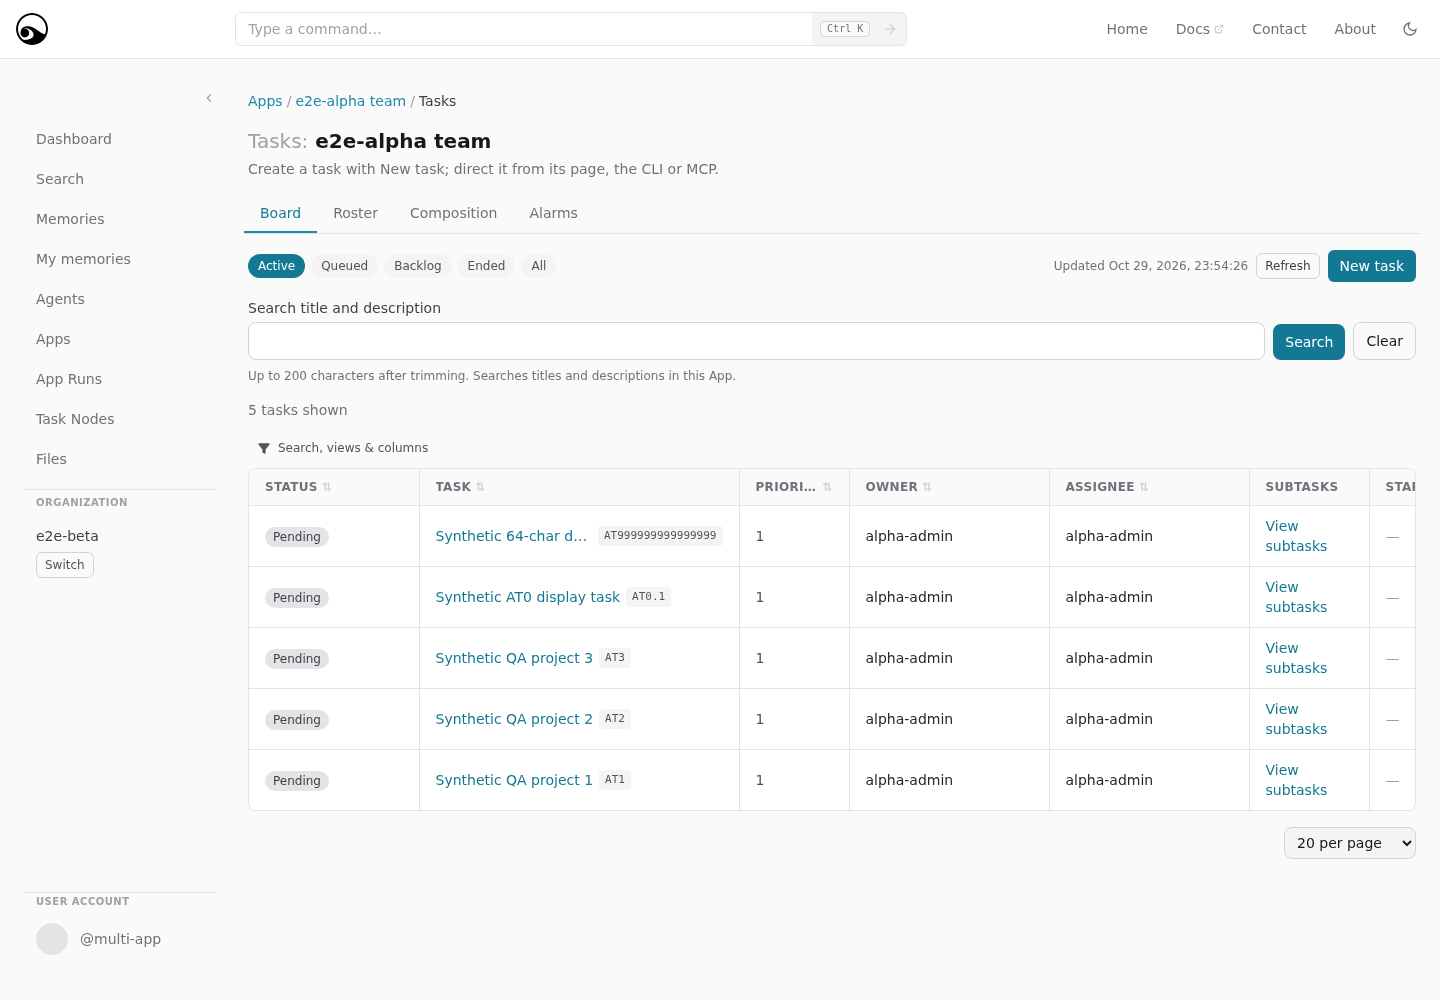 Type a command...
Ctrl K
Home
Docs
Contact
About
Dashboard
Search
Memories
My memories
Agents
Apps
App Runs
Task Nodes
Files
ORGANIZATION
e2e-beta
Switch
USER ACCOUNT
@multi-app
Apps / e2e-alpha team / Tasks
Tasks: e2e-alpha team
Create a task with New task; direct it from its page, the CLI or MCP.
Board Roster Composition Alarms
Active Queued Backlog Ended All
Updated Oct 29, 2026, 23:54:26 Refresh New task
Search title and description
Search Clear
Up to 200 characters after trimming. Searches titles and descriptions in this App.
5 tasks shown
Search, views & columns
STATUS TASK PRIORI... OWNER ASSIGNEE SUBTASKS
Pending Synthetic 64-char d... AT999999999999999 1 alpha-admin alpha-admin View subtasks —
Pending Synthetic AT0 display task AT0.1 1 alpha-admin alpha-admin View subtasks —
Pending Synthetic QA project 3 AT3 1 alpha-admin alpha-admin View subtasks —
Pending Synthetic QA project 2 AT2 1 alpha-admin alpha-admin View subtasks —
Pending Synthetic QA project 1 AT1 1 alpha-admin alpha-admin View subtasks —
20 per page